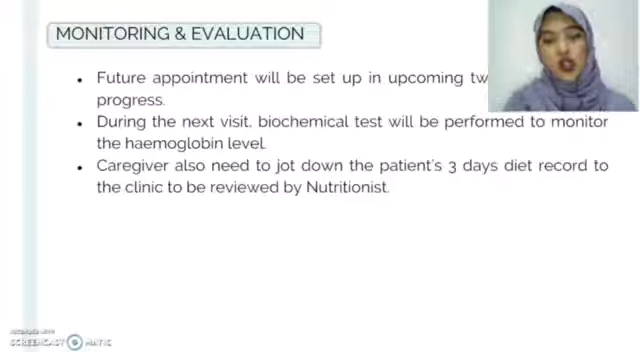 MONITORING & EVALUATION
• Future appointment will be set up in upcoming
progress.
• During the next visit, biochemical test will be performed to monitor
the haemoglobin level.
• Caregiver also need to jot down the patient's 3 days diet record to
the clinic to be reviewed by Nutritionist.
RECORDED WITH
SCREENCAST MATIC